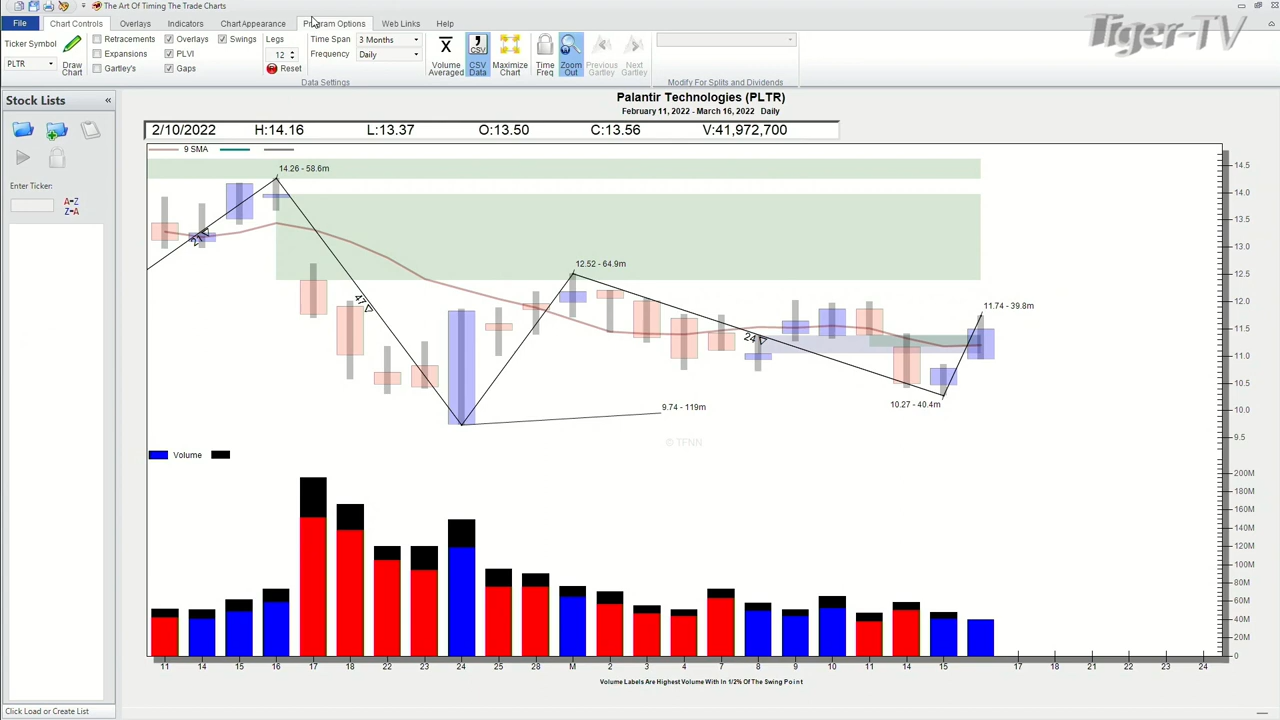 The Art Of Timing The Trade Charts
File Chart Controls Overlays Indicators Chart Appearance Program Options Web Links Help
Tiger-TV
Ticker Symbol
PLTR
Draw Chart
Retracements Overlays Swings
Expansions PLVI
Gartley's Gaps
Legs
12
Reset
Time Span 3 Months
Frequency Daily
Data Settings
Volume Averaged
CSV Data
Maximize Chart
Time Freq
Zoom Out
Previous Gartley
Next Gartley
Modify For Splits and Dividends
Stock Lists «
Enter Ticker:
A-Z
Z-A
Click Load or Create List
Palantir Technologies (PLTR)
February 11, 2022 - March 16, 2022 Daily
2/10/2022 H:14.16 L:13.37 O:13.50 C:13.56 V:41,972,700
9 SMA
14.26 - 58.6m
12.52 - 64.9m
11.74 - 39.8m
21
47
24
9.74 - 119m
10.27 - 40.4m
© TFNN
14.5
14.0
13.5
13.0
12.5
12.0
11.5
11.0
10.5
10.0
9.5
Volume
200M
180M
160M
140M
120M
100M
80M
60M
40M
20M
0
11 14 15 16 17 18 22 23 24 25 28 M 2 3 4 7 8 9 10 11 14 15 17 18 21 22 23 24
Volume Labels Are Highest Volume With In 1/2% Of The Swing Point